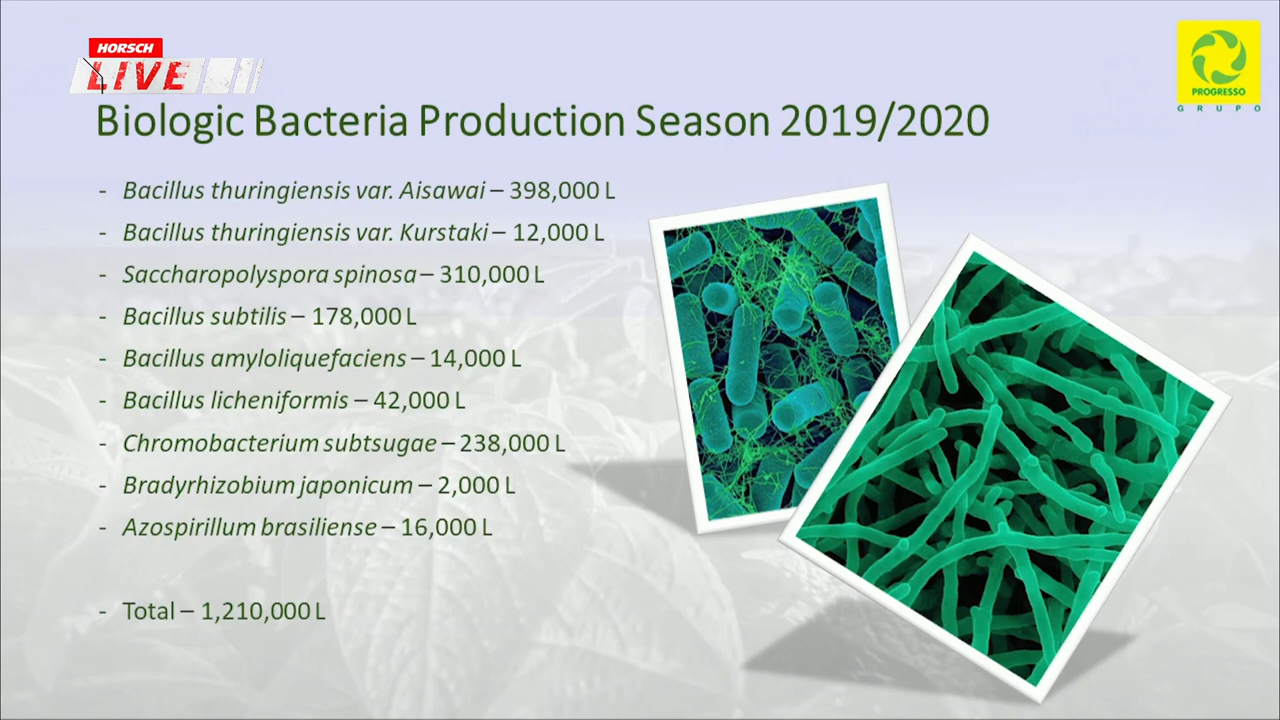 HORSCH
LIVE
PROGRESSO
GRUPO
Biologic Bacteria Production Season 2019/2020
- Bacillus thuringiensis var. Aisawai – 398,000 L
- Bacillus thuringiensis var. Kurstaki – 12,000 L
- Saccharopolyspora spinosa – 310,000 L
- Bacillus subtilis – 178,000 L
- Bacillus amyloliquefaciens – 14,000 L
- Bacillus licheniformis – 42,000 L
- Chromobacterium subtsugae – 238,000 L
- Bradyrhizobium japonicum – 2,000 L
- Azospirillum brasiliense – 16,000 L
- Total – 1,210,000 L